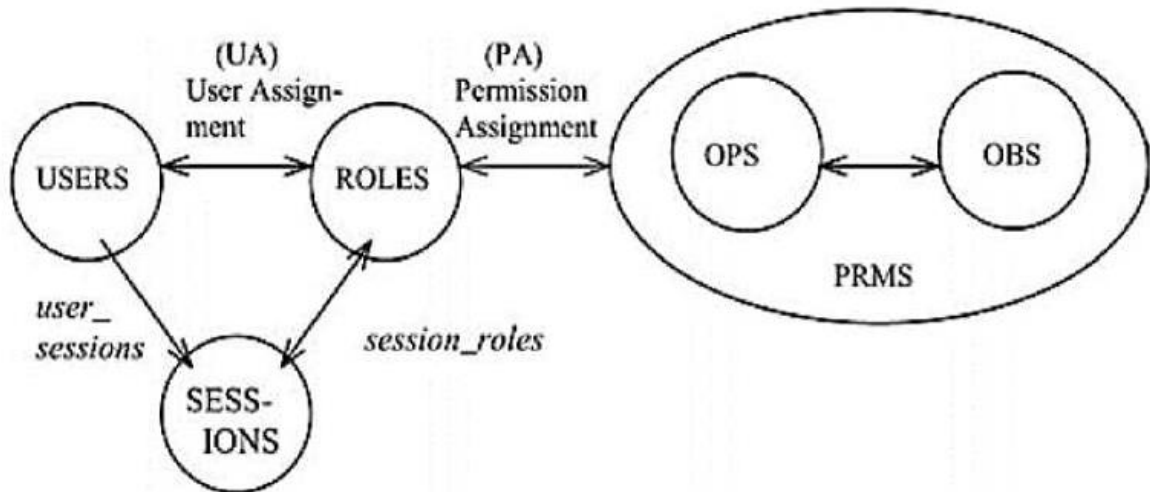 (UA)
User Assign-
ment
(PA)
Permission
Assignment
USERS
ROLES
OPS
OBS
PRMS
user_
sessions
session_roles
SESS-
IONS